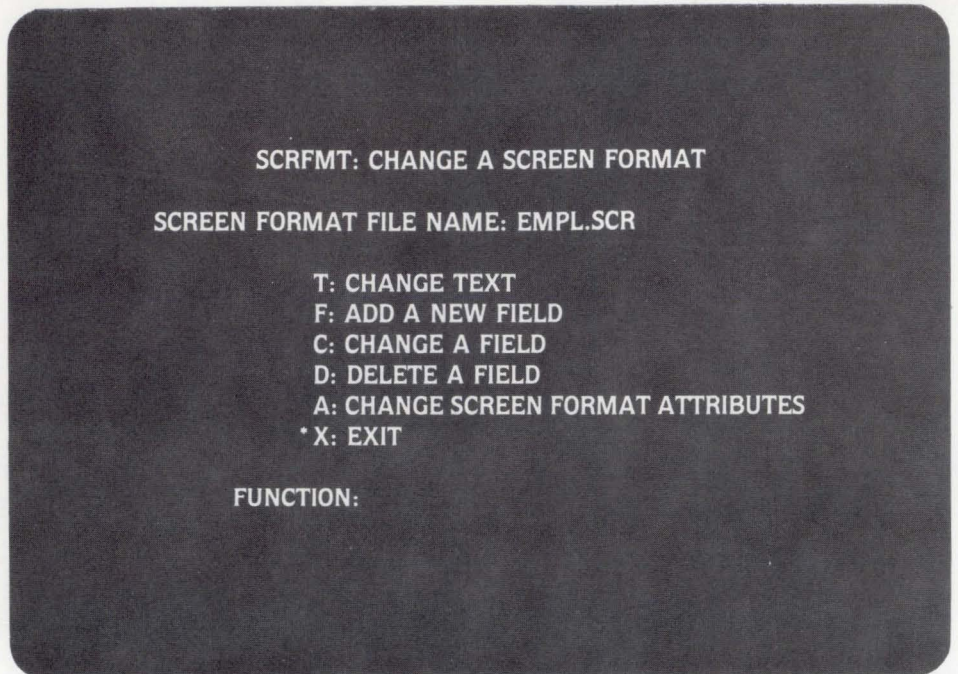 SCRFMT: CHANGE A SCREEN FORMAT
SCREEN FORMAT FILE NAME: EMPL.SCR
T: CHANGE TEXT
F: ADD A NEW FIELD
C: CHANGE A FIELD
D: DELETE A FIELD
A: CHANGE SCREEN FORMAT ATTRIBUTES
*X: EXIT
FUNCTION: